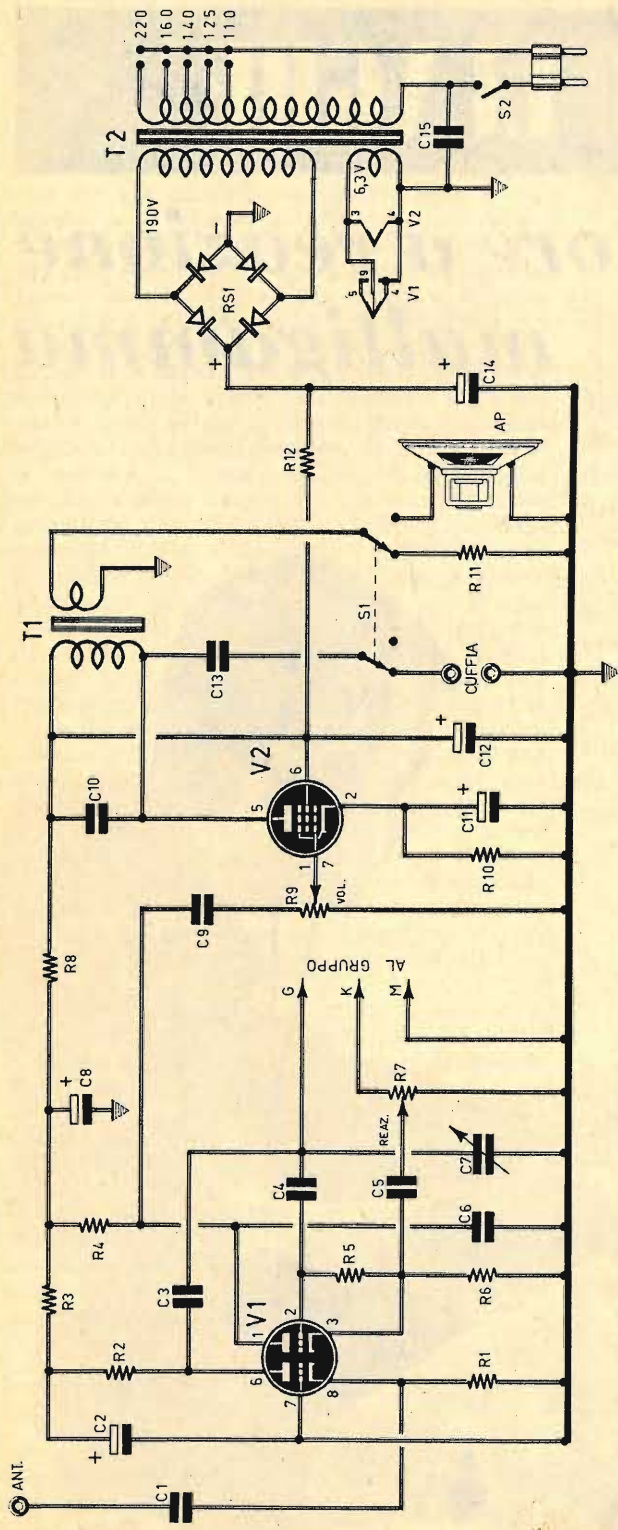 ANT.
C1
+
C2
R3
R2
C3
6
1
V1
7
2
8
3
R1
R4
+
C8
C4
R5
REAZ.
C5
R7
R6
C6
C7
G
K
M
AL GRUPPO
R8
C9
R9
VOL.
C10
V2
5
6
1
7
2
R10
C11
+
C12
+
T1
C13
S1
CUFFIA
R11
AP
R12
C14
+
+
RS1
-
190V
T2
220
160
140
125
110
6,3V
5
9
4
V1
3
4
V2
C15
S2